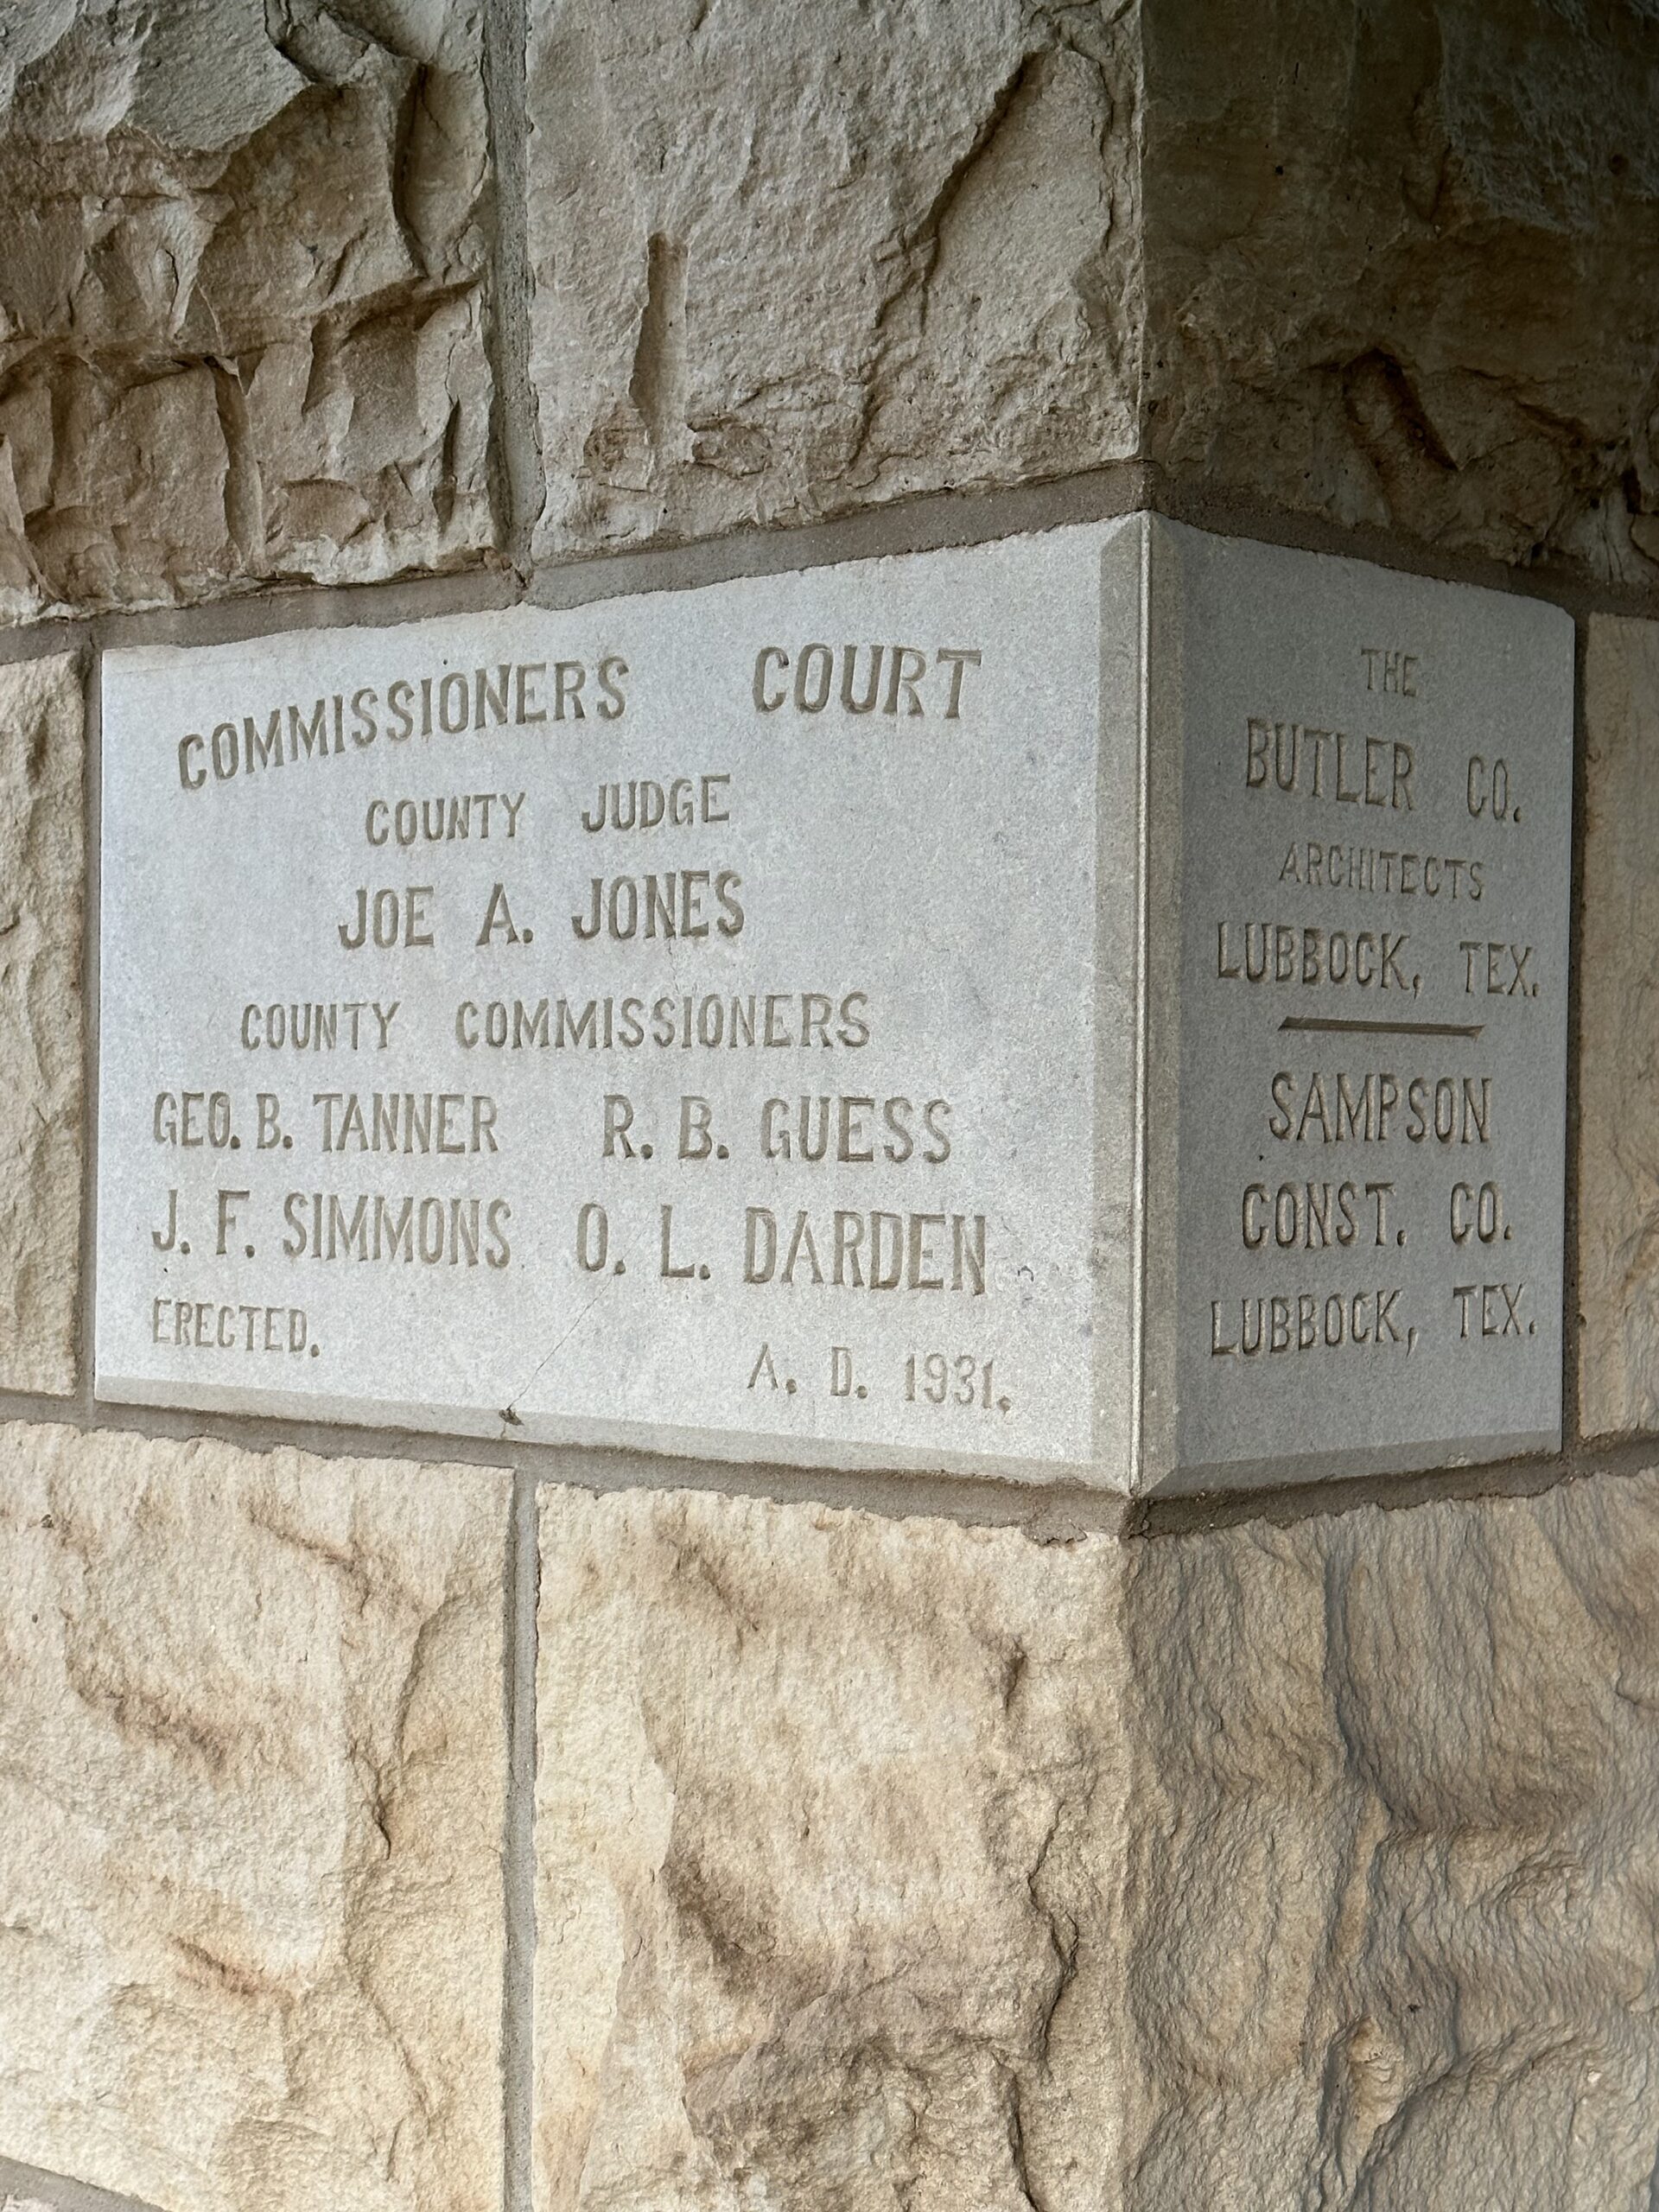 COMMISSIONERS COURT
COUNTY JUDGE
JOE A. JONES
COUNTY COMMISSIONERS
GEO. B. TANNER R. B. GUESS
J. F. SIMMONS O. L. DARDEN
ERECTED.
A. D. 1931.
THE
BUTLER CO.
ARCHITECTS
LUBBOCK, TEX.
SAMPSON
CONST. CO.
LUBBOCK, TEX.